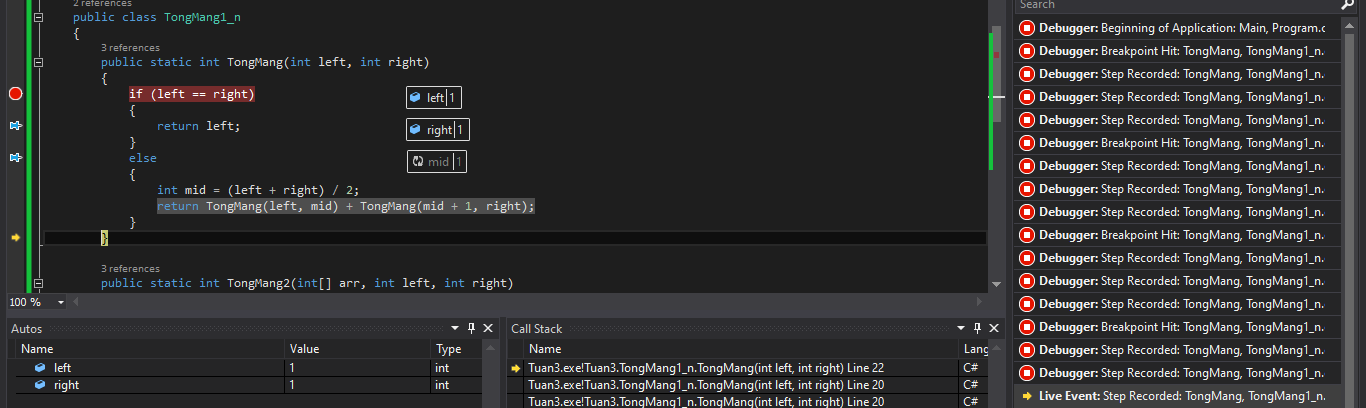 2 references
public class TongMang1_n
{
3 references
public static int TongMang(int left, int right)
{
if (left == right)
left 1
{
return left;
right 1
}
else
mid 1
{
int mid = (left + right) / 2;
return TongMang(left, mid) + TongMang(mid + 1, right);
}
}
3 references
public static int TongMang2(int[] arr, int left, int right)
100 %
Autos
Name Value Type
left 1 int
right 1 int
Call Stack
Name Lang
Tuan3.exe!Tuan3.TongMang1_n.TongMang(int left, int right) Line 22 C#
Tuan3.exe!Tuan3.TongMang1_n.TongMang(int left, int right) Line 20 C#
Tuan3.exe!Tuan3.TongMang1_n.TongMang(int left, int right) Line 20 C#
Search
Debugger: Beginning of Application: Main, Program.c
Debugger: Breakpoint Hit: TongMang, TongMang1_n.
Debugger: Step Recorded: TongMang, TongMang1_n.
Debugger: Step Recorded: TongMang, TongMang1_n.
Debugger: Step Recorded: TongMang, TongMang1_n.
Debugger: Breakpoint Hit: TongMang, TongMang1_n.
Debugger: Step Recorded: TongMang, TongMang1_n.
Debugger: Step Recorded: TongMang, TongMang1_n.
Debugger: Step Recorded: TongMang, TongMang1_n.
Debugger: Breakpoint Hit: TongMang, TongMang1_n.
Debugger: Step Recorded: TongMang, TongMang1_n.
Debugger: Step Recorded: TongMang, TongMang1_n.
Debugger: Step Recorded: TongMang, TongMang1_n.
Debugger: Breakpoint Hit: TongMang, TongMang1_n.
Debugger: Step Recorded: TongMang, TongMang1_n.
Debugger: Step Recorded: TongMang, TongMang1_n.
Live Event: Step Recorded: TongMang, TongMang1_n.